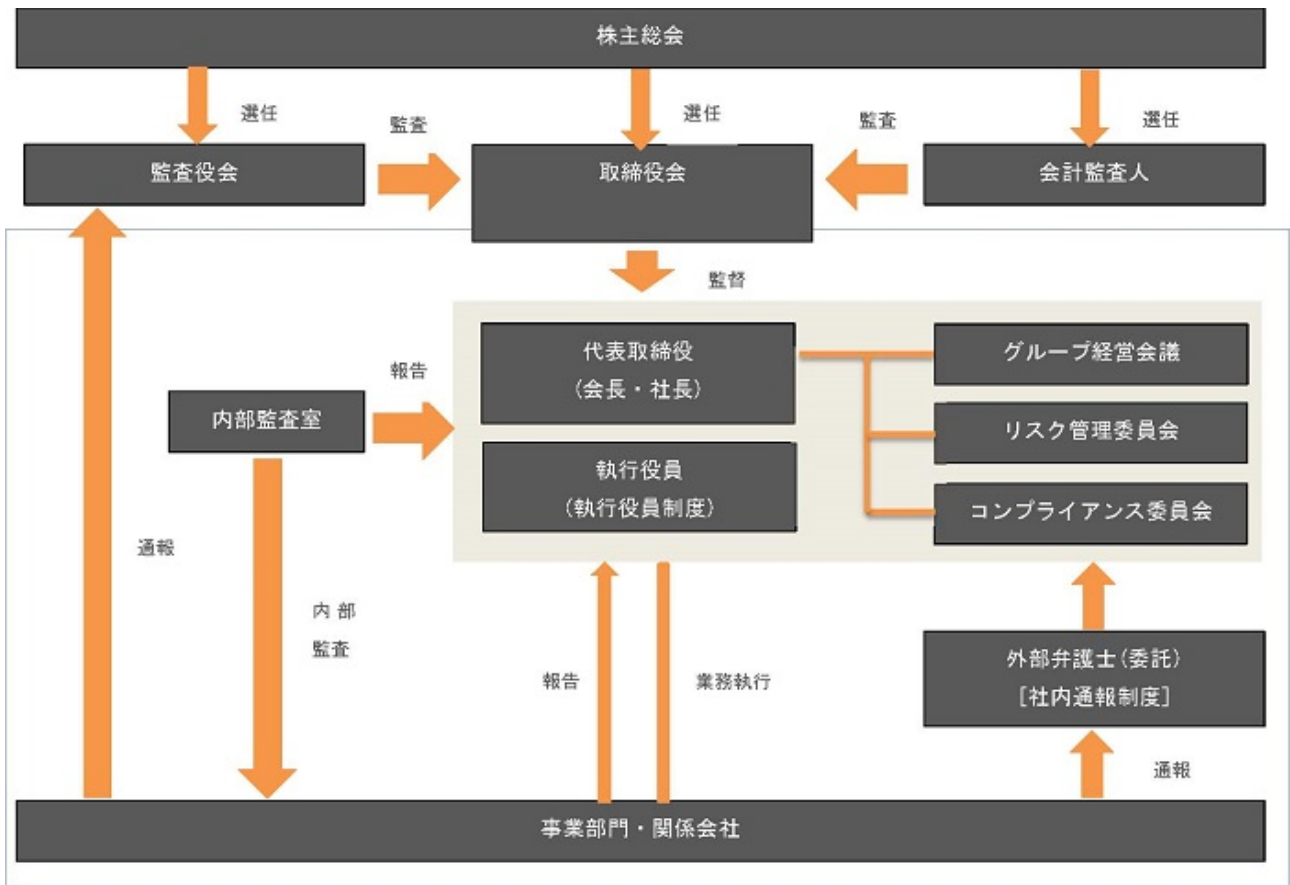 株主総会
選任
選任
選任
監査
監査
監査役会
取締役会
会計監査人
監督
代表取締役
(会長・社長)
グループ経営会議
報告
内部監査室
リスク管理委員会
執行役員
(執行役員制度)
コンプライアンス委員会
通報
内 部
監査
外部弁護士(委託)
[社内通報制度]
報告
業務執行
通報
事業部門・関係会社